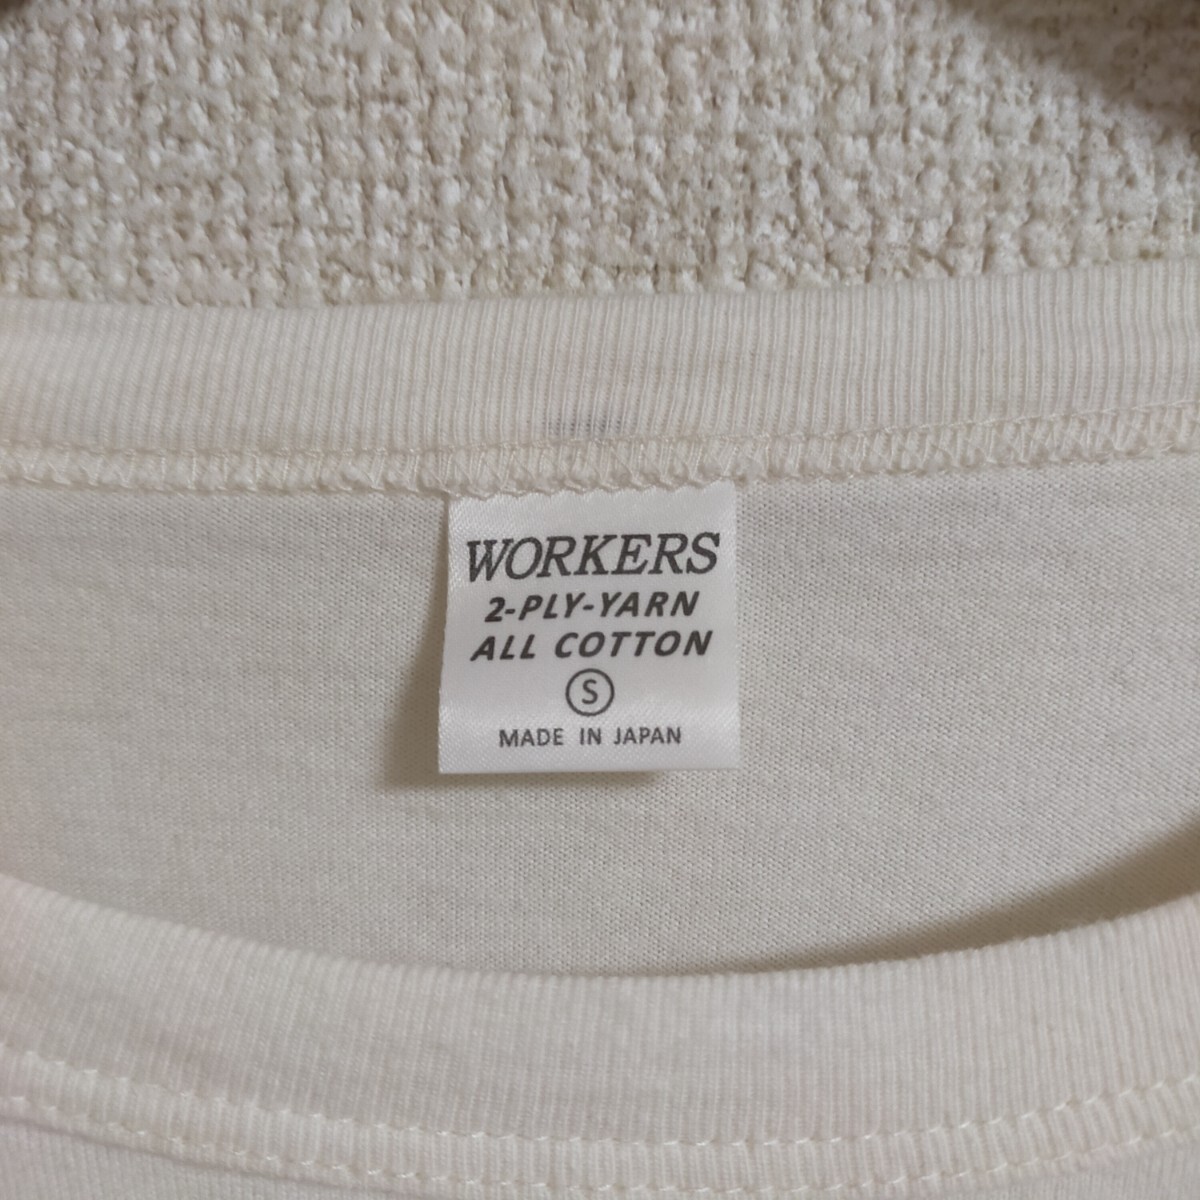 WORKERS
2-PLY-YARN
ALL COTTON
S
MADE IN JAPAN